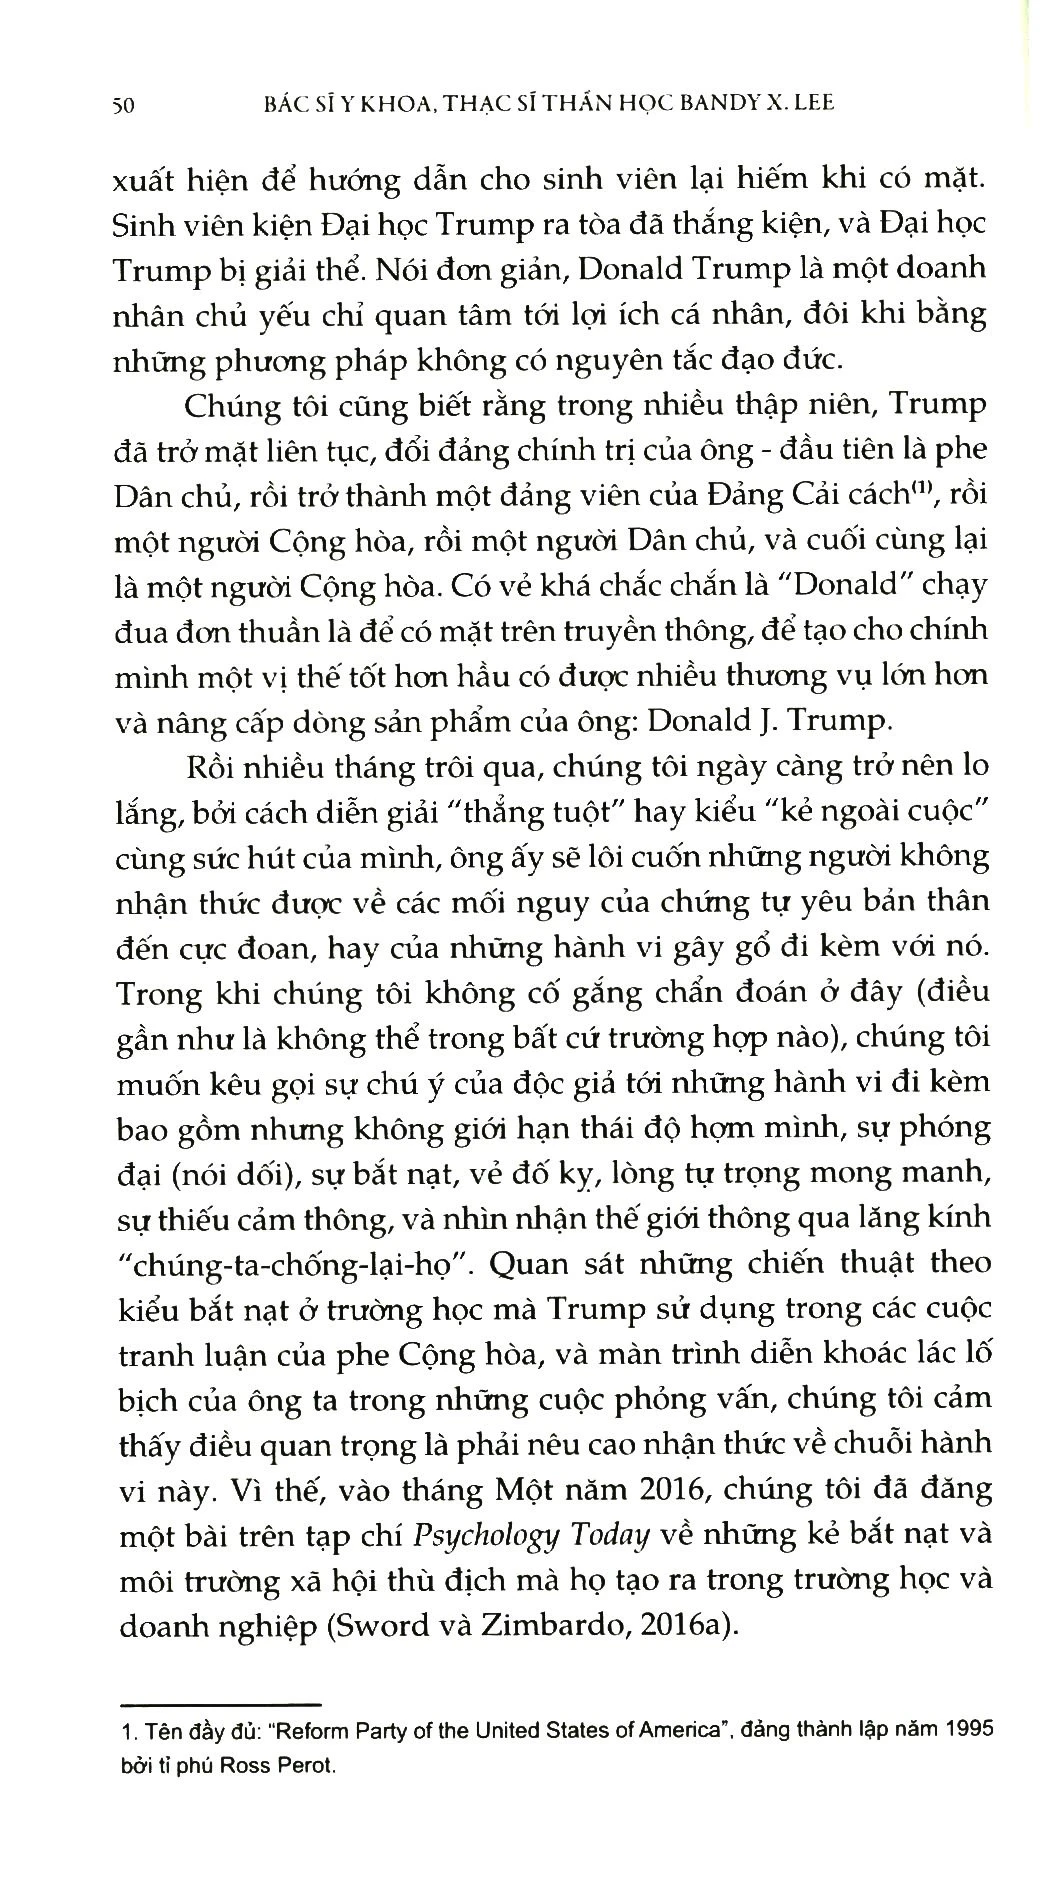 50 BÁC SĨ Y KHOA, THẠC SĨ THẦN HỌC BANDY X. LEE
xuất hiện để hướng dẫn cho sinh viên lại hiếm khi có mặt.
Sinh viên kiện Đại học Trump ra tòa đã thắng kiện, và Đại học
Trump bị giải thể. Nói đơn giản, Donald Trump là một doanh
nhân chủ yếu chỉ quan tâm tới lợi ích cá nhân, đôi khi bằng
những phương pháp không có nguyên tắc đạo đức.
Chúng tôi cũng biết rằng trong nhiều thập niên, Trump
đã trở mặt liên tục, đổi đảng chính trị của ông - đầu tiên là phe
Dân chủ, rồi trở thành một đảng viên của Đảng Cải cách⁽¹⁾, rồi
một người Cộng hòa, rồi một người Dân chủ, và cuối cùng lại
là một người Cộng hòa. Có vẻ khá chắc chắn là "Donald" chạy
đua đơn thuần là để có mặt trên truyền thông, để tạo cho chính
mình một vị thế tốt hơn hầu có được nhiều thương vụ lớn hơn
và nâng cấp dòng sản phẩm của ông: Donald J. Trump.
Rồi nhiều tháng trôi qua, chúng tôi ngày càng trở nên lo
lắng, bởi cách diễn giải "thẳng tuột" hay kiểu "kẻ ngoài cuộc"
cùng sức hút của mình, ông ấy sẽ lôi cuốn những người không
nhận thức được về các mối nguy của chứng tự yêu bản thân
đến cực đoan, hay của những hành vi gây gổ đi kèm với nó.
Trong khi chúng tôi không cố gắng chẩn đoán ở đây (điều
gần như là không thể trong bất cứ trường hợp nào), chúng tôi
muốn kêu gọi sự chú ý của độc giả tới những hành vi đi kèm
bao gồm nhưng không giới hạn thái độ hợm mình, sự phóng
đại (nói dối), sự bắt nạt, vẻ đố kỵ, lòng tự trọng mong manh,
sự thiếu cảm thông, và nhìn nhận thế giới thông qua lăng kính
"chúng-ta-chống-lại-họ". Quan sát những chiến thuật theo
kiểu bắt nạt ở trường học mà Trump sử dụng trong các cuộc
tranh luận của phe Cộng hòa, và màn trình diễn khoác lác lố
bịch của ông ta trong những cuộc phỏng vấn, chúng tôi cảm
thấy điều quan trọng là phải nêu cao nhận thức về chuỗi hành
vi này. Vì thế, vào tháng Một năm 2016, chúng tôi đã đăng
một bài trên tạp chí Psychology Today về những kẻ bắt nạt và
môi trường xã hội thù địch mà họ tạo ra trong trường học và
doanh nghiệp (Sword và Zimbardo, 2016a).
1. Tên đầy đủ: "Reform Party of the United States of America", đảng thành lập năm 1995
bởi tỉ phú Ross Perot.